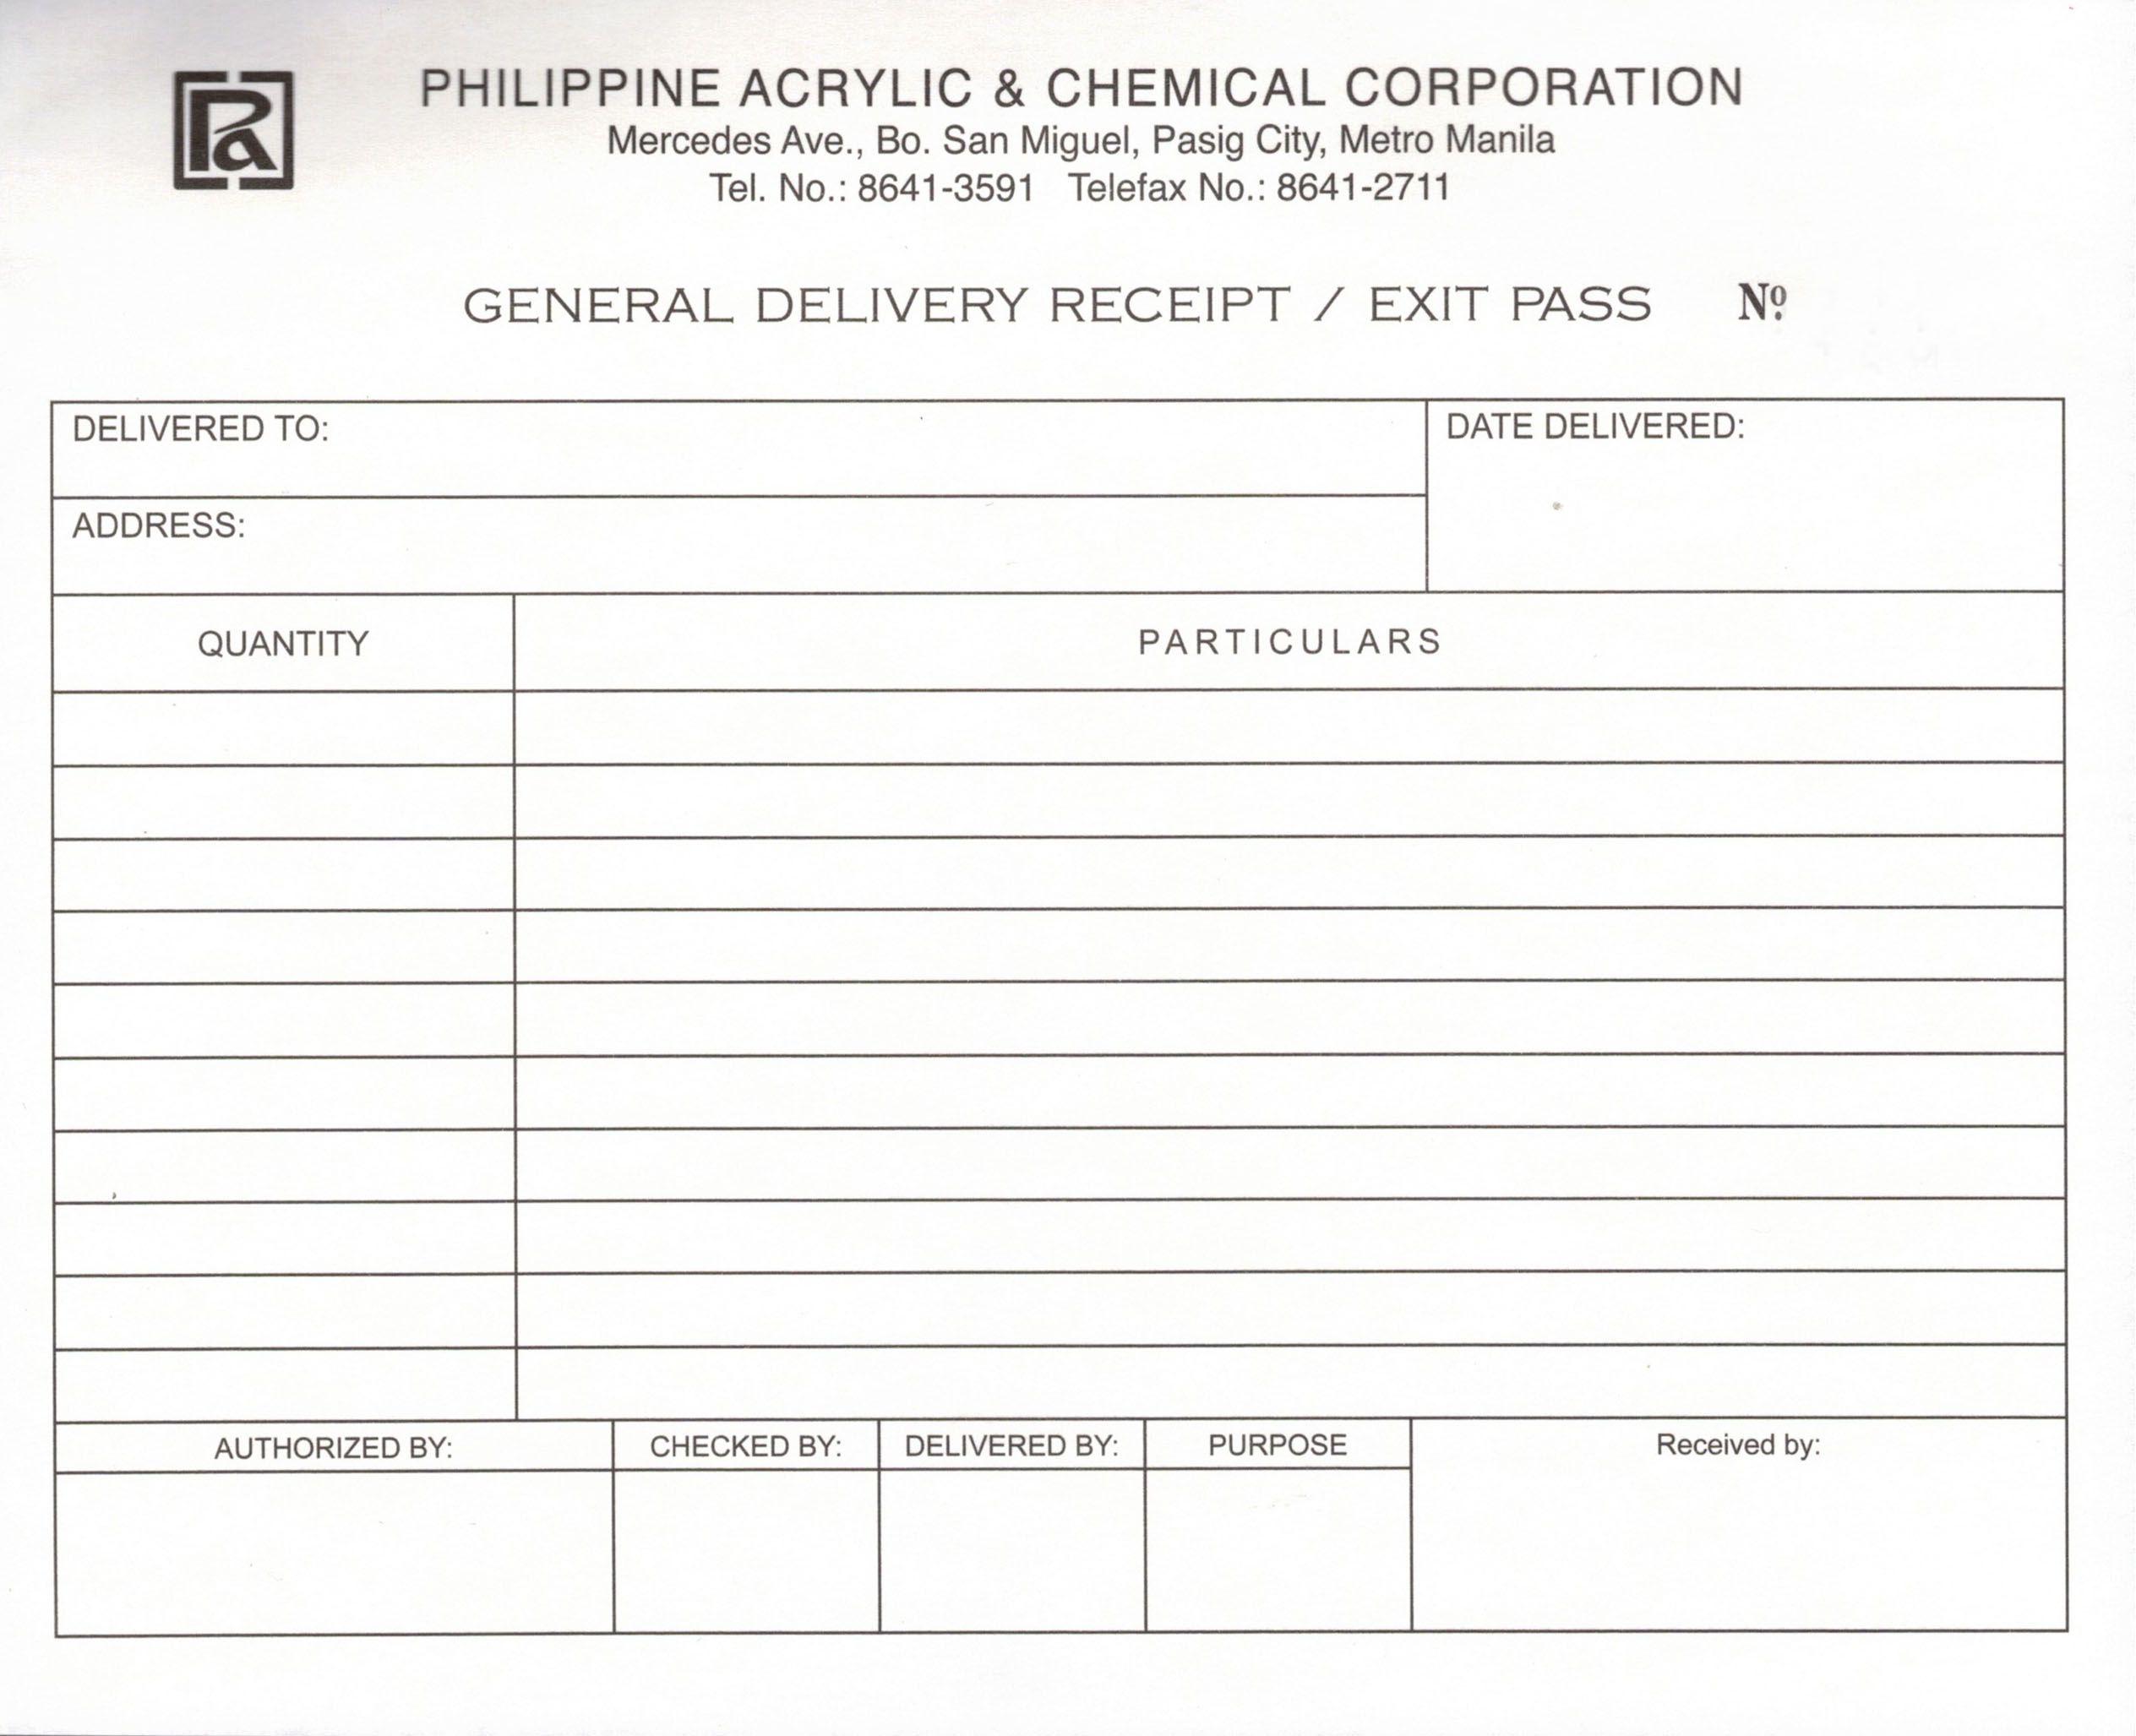 Pa
PHILIPPINE ACRYLIC & CHEMICAL CORPORATION
Mercedes Ave., Bo. San Miguel, Pasig City, Metro Manila
Tel. No.: 8641-3591 Telefax No.: 8641-2711
GENERAL DELIVERY RECEIPT / EXIT PASS Nº
DELIVERED TO:
DATE DELIVERED:
ADDRESS:
QUANTITY PARTICULARS
AUTHORIZED BY: CHECKED BY: DELIVERED BY: PURPOSE Received by: